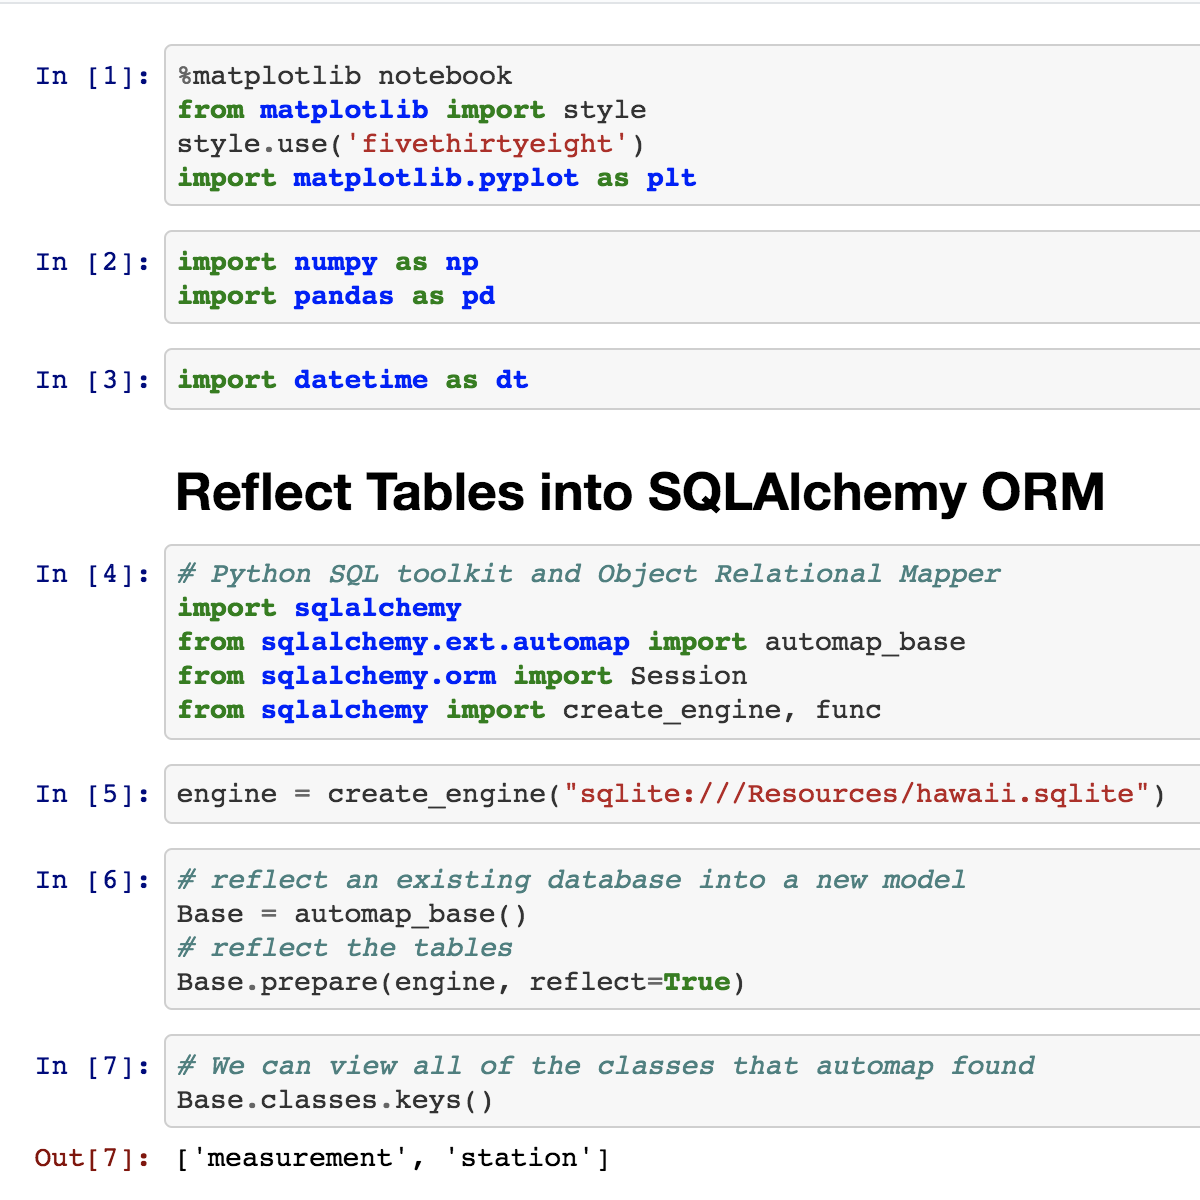 In [1]: %matplotlib notebook
from matplotlib import style
style.use('fivethirtyeight')
import matplotlib.pyplot as plt
In [2]: import numpy as np
import pandas as pd
In [3]: import datetime as dt
Reflect Tables into SQLAlchemy ORM
In [4]: # Python SQL toolkit and Object Relational Mapper
import sqlalchemy
from sqlalchemy.ext.automap import automap_base
from sqlalchemy.orm import Session
from sqlalchemy import create_engine, func
In [5]: engine = create_engine("sqlite:///Resources/hawaii.sqlite")
In [6]: # reflect an existing database into a new model
Base = automap_base()
# reflect the tables
Base.prepare(engine, reflect=True)
In [7]: # We can view all of the classes that automap found
Base.classes.keys()
Out[7]: ['measurement', 'station']